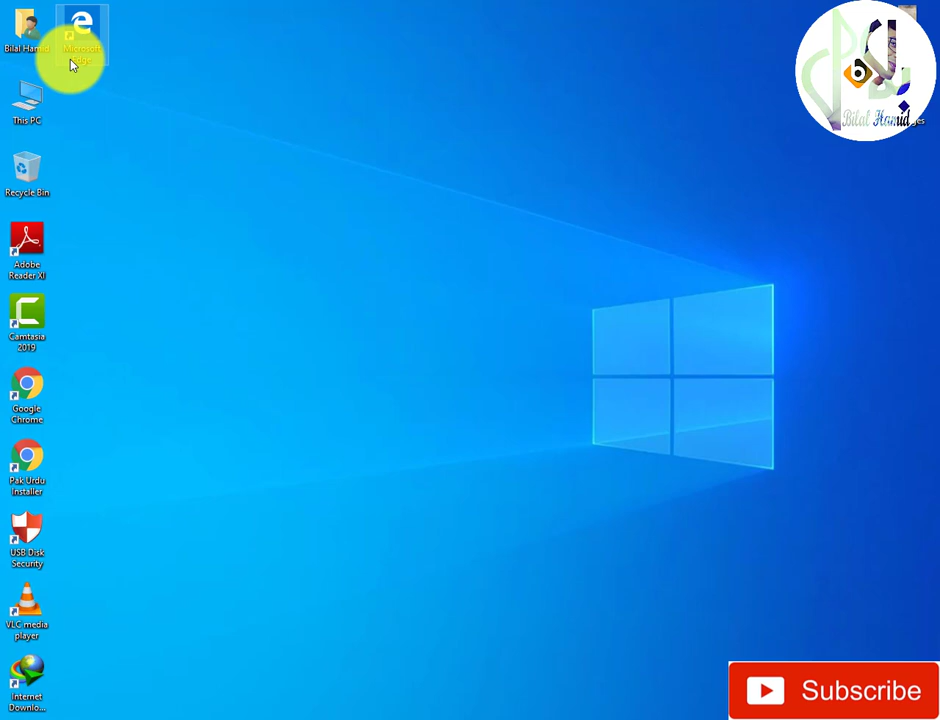 Bilal Hamid
Microsoft
Edge
This PC
Recycle Bin
Adobe
Reader XI
Camtasia
2019
Google
Chrome
Pak Urdu
Installer
USB Disk
Security
VLC media
player
Internet
Downlo...
Bilal Hamid
Subscribe